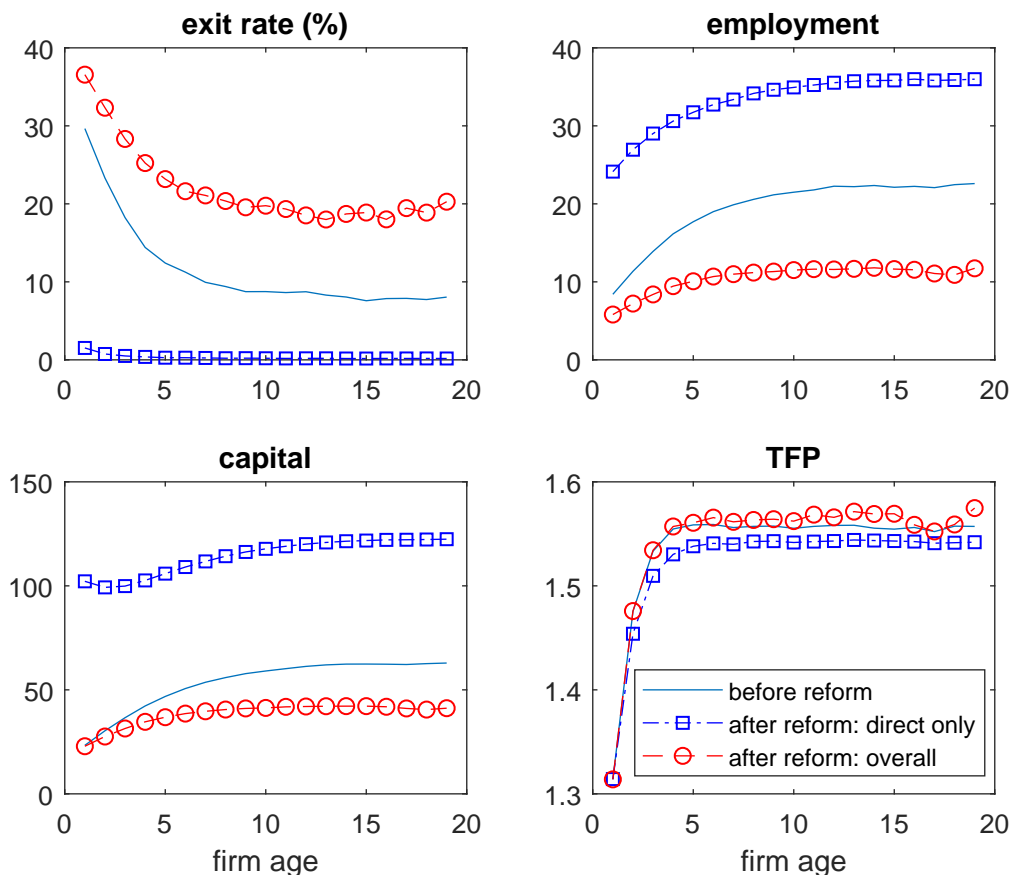 exit rate (%)
40
30
20
10
0
0 5 10 15 20
employment
40
30
20
10
0
0 5 10 15 20
capital
150
100
50
0
0 5 10 15 20
firm age
TFP
1.6
1.5
1.4
1.3
before reform
after reform: direct only
after reform: overall
0 5 10 15 20
firm age